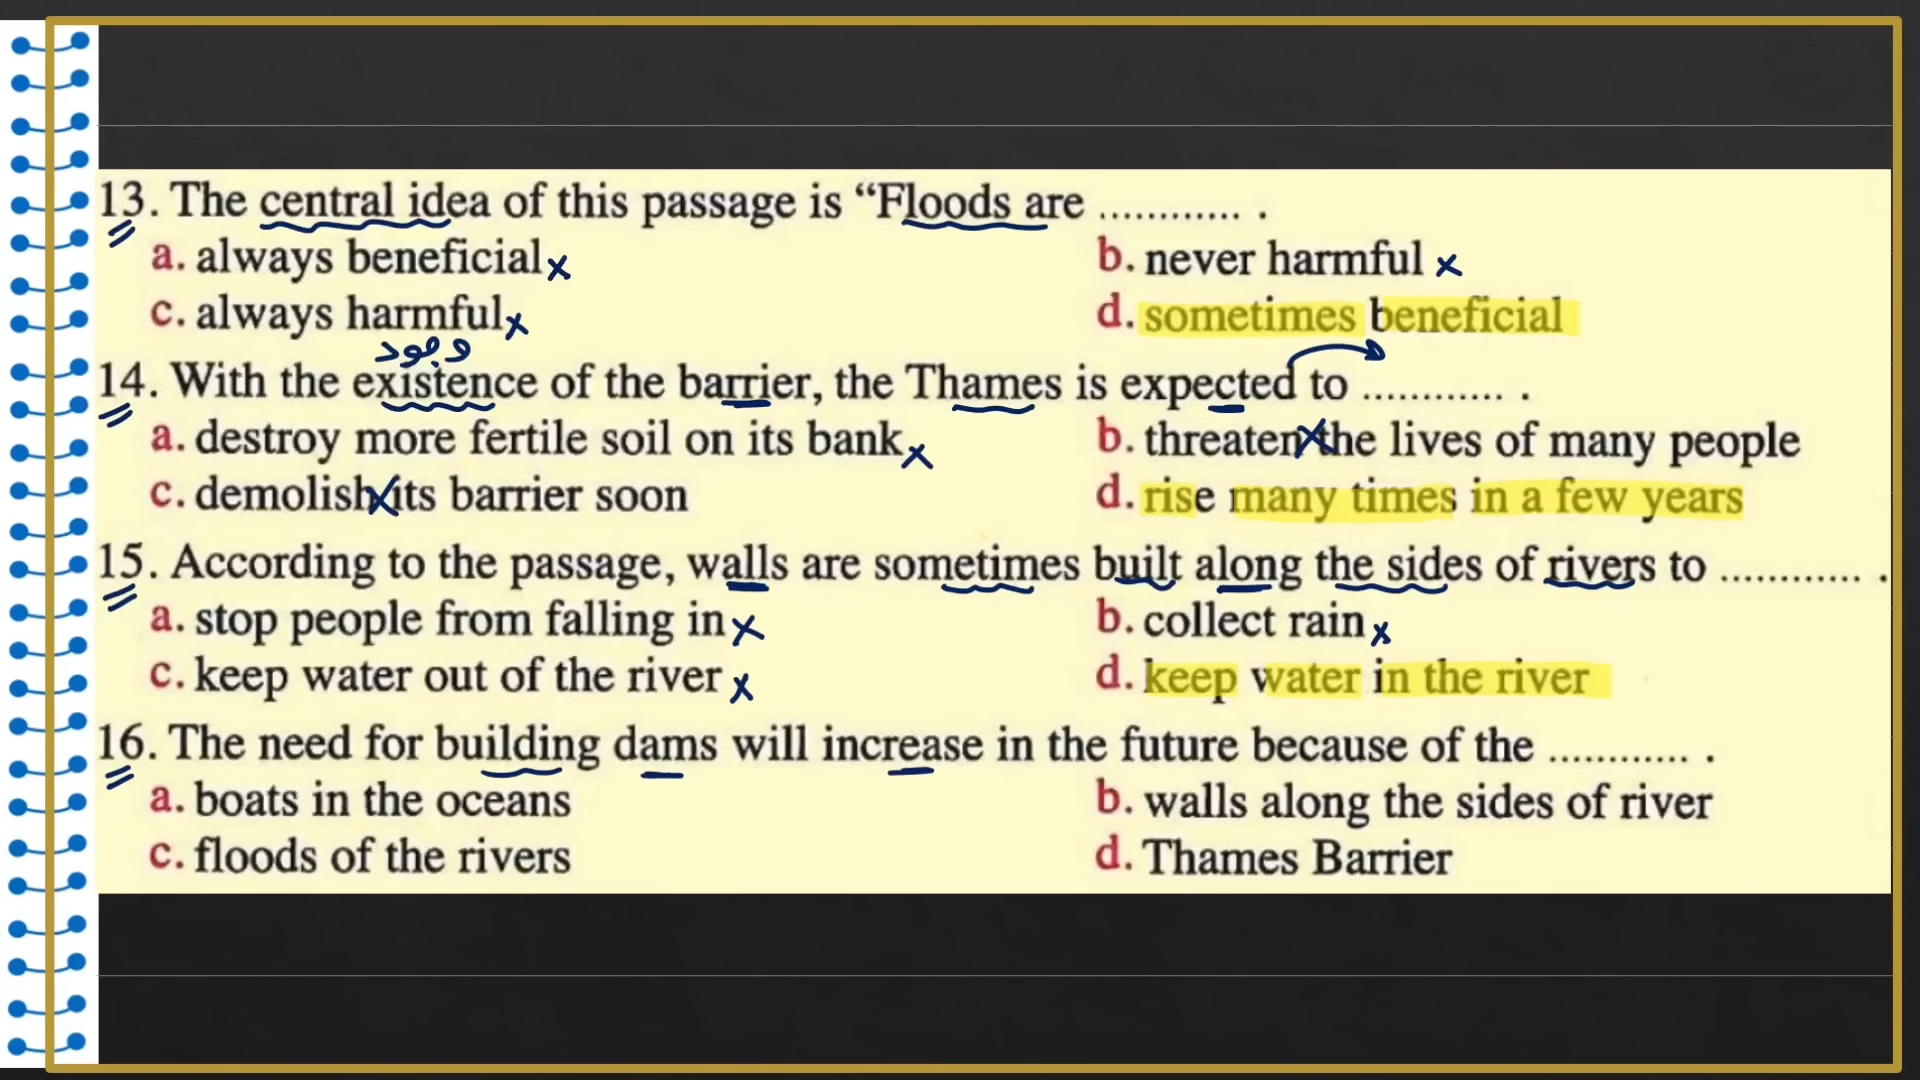 13. The central idea of this passage is “Floods are ............ .
a. always beneficial x
b. never harmful x
c. always harmful x
d. sometimes beneficial
وجود
14. With the existence of the barrier, the Thames is expected to ............ .
a. destroy more fertile soil on its bank x
b. threaten the lives of many people
c. demolish its barrier soon
d. rise many times in a few years
15. According to the passage, walls are sometimes built along the sides of rivers to ............ .
a. stop people from falling in x
b. collect rain x
c. keep water out of the river x
d. keep water in the river
16. The need for building dams will increase in the future because of the ............ .
a. boats in the oceans
b. walls along the sides of river
c. floods of the rivers
d. Thames Barrier